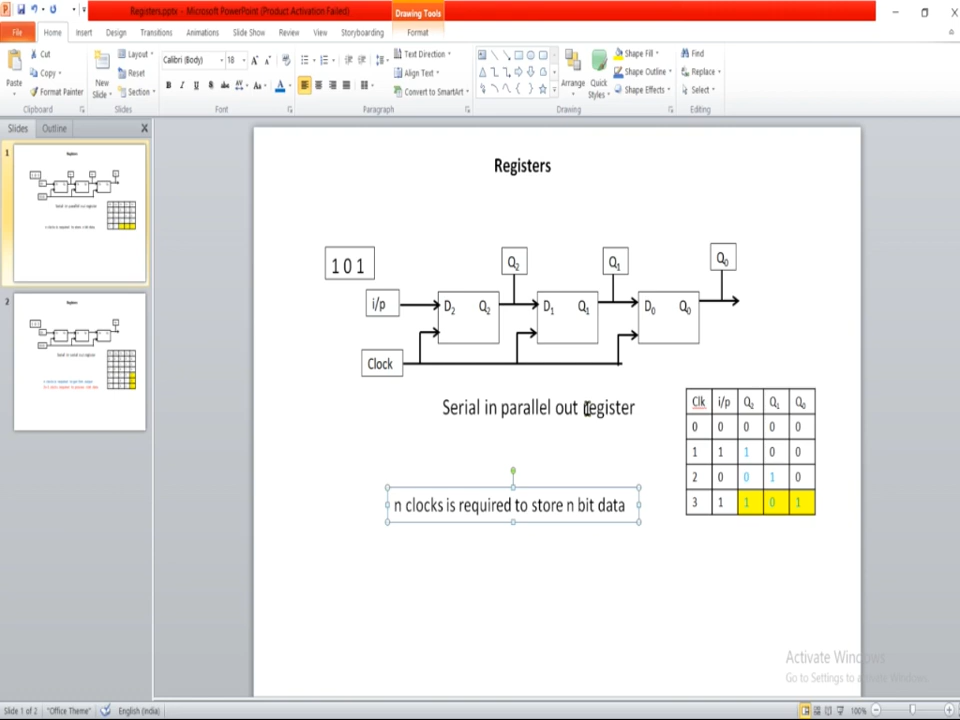 Registers.pptx - Microsoft PowerPoint (Product Activation Failed)
Drawing Tools
File Home Insert Design Transitions Animations Slide Show Review View Storyboarding Format
Paste
Cut
Copy
Format Painter
Clipboard
New Slide
Layout
Reset
Section
Slides
Calibri (Body) 18
B I U S abc AV Aa A
Font
Text Direction
Align Text
Convert to SmartArt
Paragraph
Arrange
Quick Styles
Shape Fill
Shape Outline
Shape Effects
Drawing
Find
Replace
Select
Editing
Slides Outline
1
2
Registers
1 0 1
Q₂ Q₁ Q₀
i/p D₂ Q₂ D₁ Q₁ D₀ Q₀
Clock
Serial in parallel out register
n clocks is required to store n bit data
Clk i/p Q₂ Q₁ Q₀
0 0 0 0 0
1 1 1 0 0
2 0 0 1 0
3 1 1 0 1
Activate Windows
Go to Settings to activate Windows.
Slide 1 of 2 "Office Theme" English (India) 100%